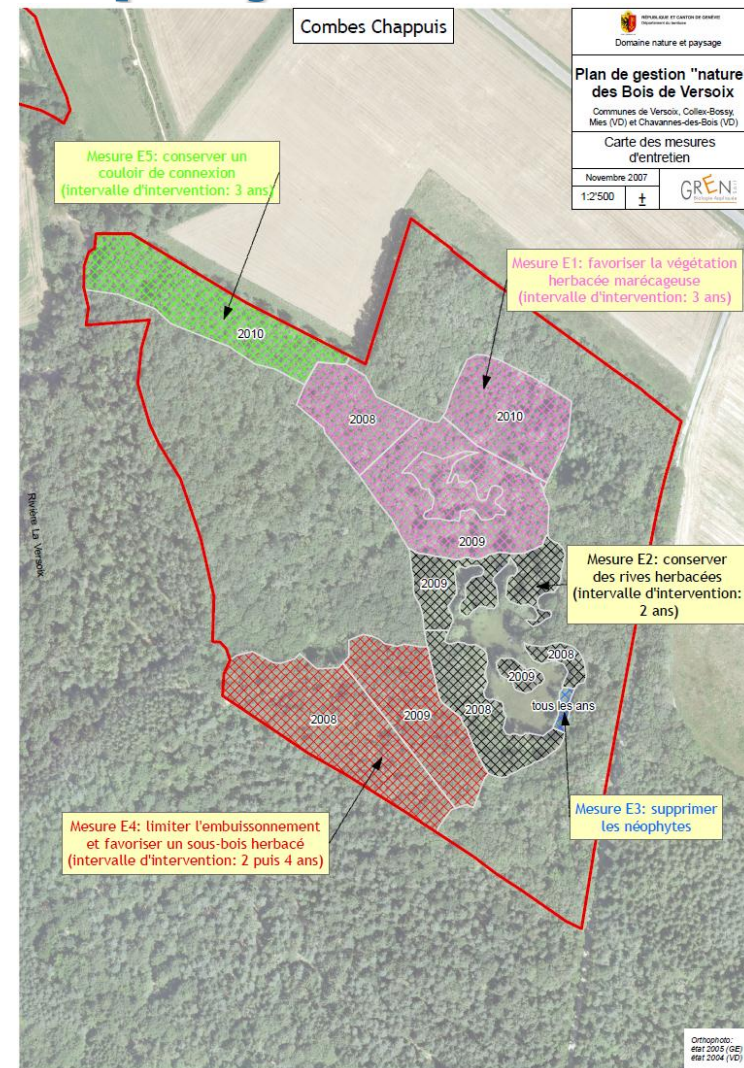 Combes Chappuis
RÉPUBLIQUE ET CANTON DE GENÈVE
Département du territoire
Domaine nature et paysage
Plan de gestion "nature
des Bois de Versoix
Communes de Versoix, Collex-Bossy,
Mies (VD) et Chavannes-des-Bois (VD)
Carte des mesures
d'entretien
Novembre 2007
1:2'500
GREN
Mesure E5: conserver un
couloir de connexion
(intervalle d'intervention: 3 ans)
Mesure E1: favoriser la végétation
herbacée marécageuse
(intervalle d'intervention: 3 ans)
2010
2008
2010
2009
Rivière La Versoix
Mesure E2: conserver
des rives herbacées
(intervalle d'intervention:
2 ans)
2009
2008
2009
tous les ans
2008
2008
2009
Mesure E3: supprimer
les néophytes
Mesure E4: limiter l'embuissonnement
et favoriser un sous-bois herbacé
(intervalle d'intervention: 2 puis 4 ans)
Orthophoto:
état 2005 (GE)
état 2004 (VD)